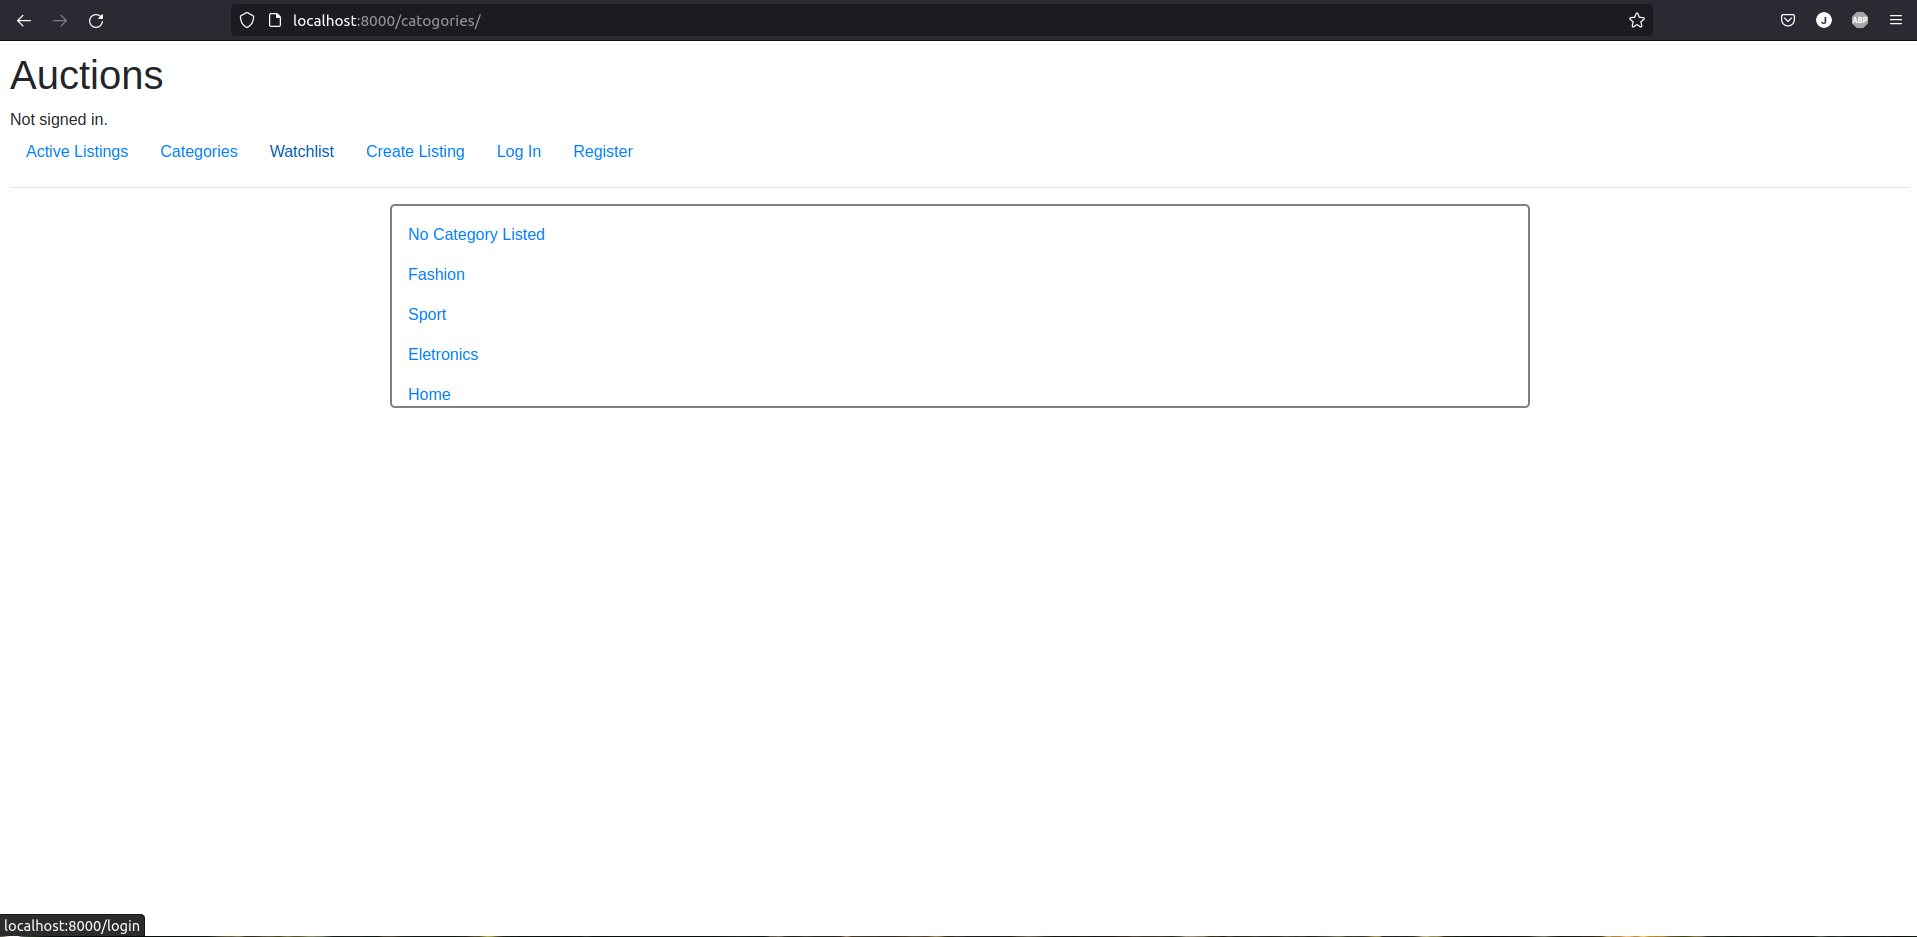 localhost:8000/catogories/
J
ABP
Auctions
Not signed in.
Active Listings Categories Watchlist Create Listing Log In Register
No Category Listed
Fashion
Sport
Eletronics
Home
localhost:8000/login